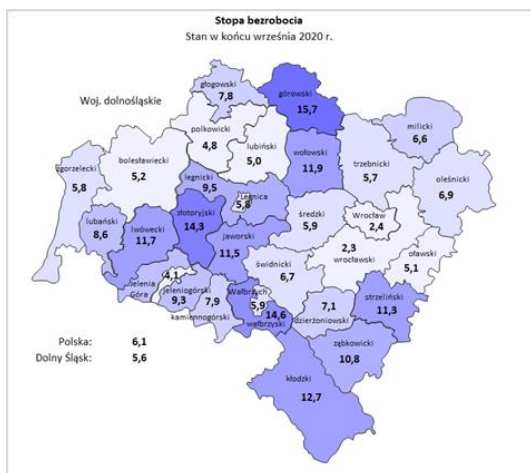 Stopa bezrobocia
Stan w końcu września 2020 r.
Woj. dolnośląskie
głogowski
7,8
górowski
15,7
polkowicki
4,8
lubiński
5,0
wołowski
11,9
milicki
6,6
trzebnicki
5,7
oleśnicki
6,9
zgorzelecki
5,8
bolesławiecki
5,2
legnicki
9,5
Legnica
5,8
lubański
8,6
lwówecki
11,7
złotoryjski
14,3
jaworski
11,5
średzki
5,9
Wrocław
2,4
2,3
wrocławski
oławski
5,1
świdnicki
6,7
4,1
Jelenia
Góra
jeleniogórski
9,3
7,9
kamiennogórski
Wałbrzych
5,9
14,6
wałbrzyski
7,1
dzierżoniowski
strzeliński
11,3
ząbkowicki
10,8
kłodzki
12,7
Polska: 6,1
Dolny Śląsk: 5,6